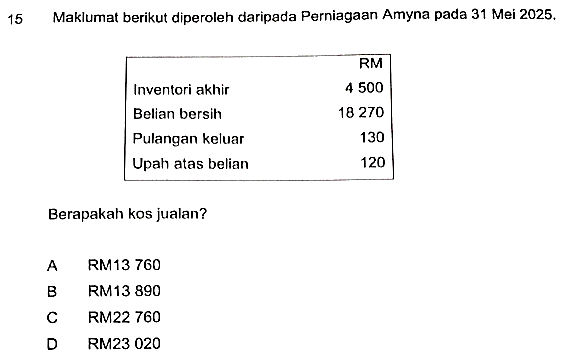 15 Maklumat berikut diperoleh daripada Perniagaan Amyna pada 31 Mei 2025.
RM
Inventori akhir 4 500
Belian bersih 18 270
Pulangan keluar 130
Upah atas belian 120
Berapakah kos jualan?
A RM13 760
B RM13 890
C RM22 760
D RM23 020